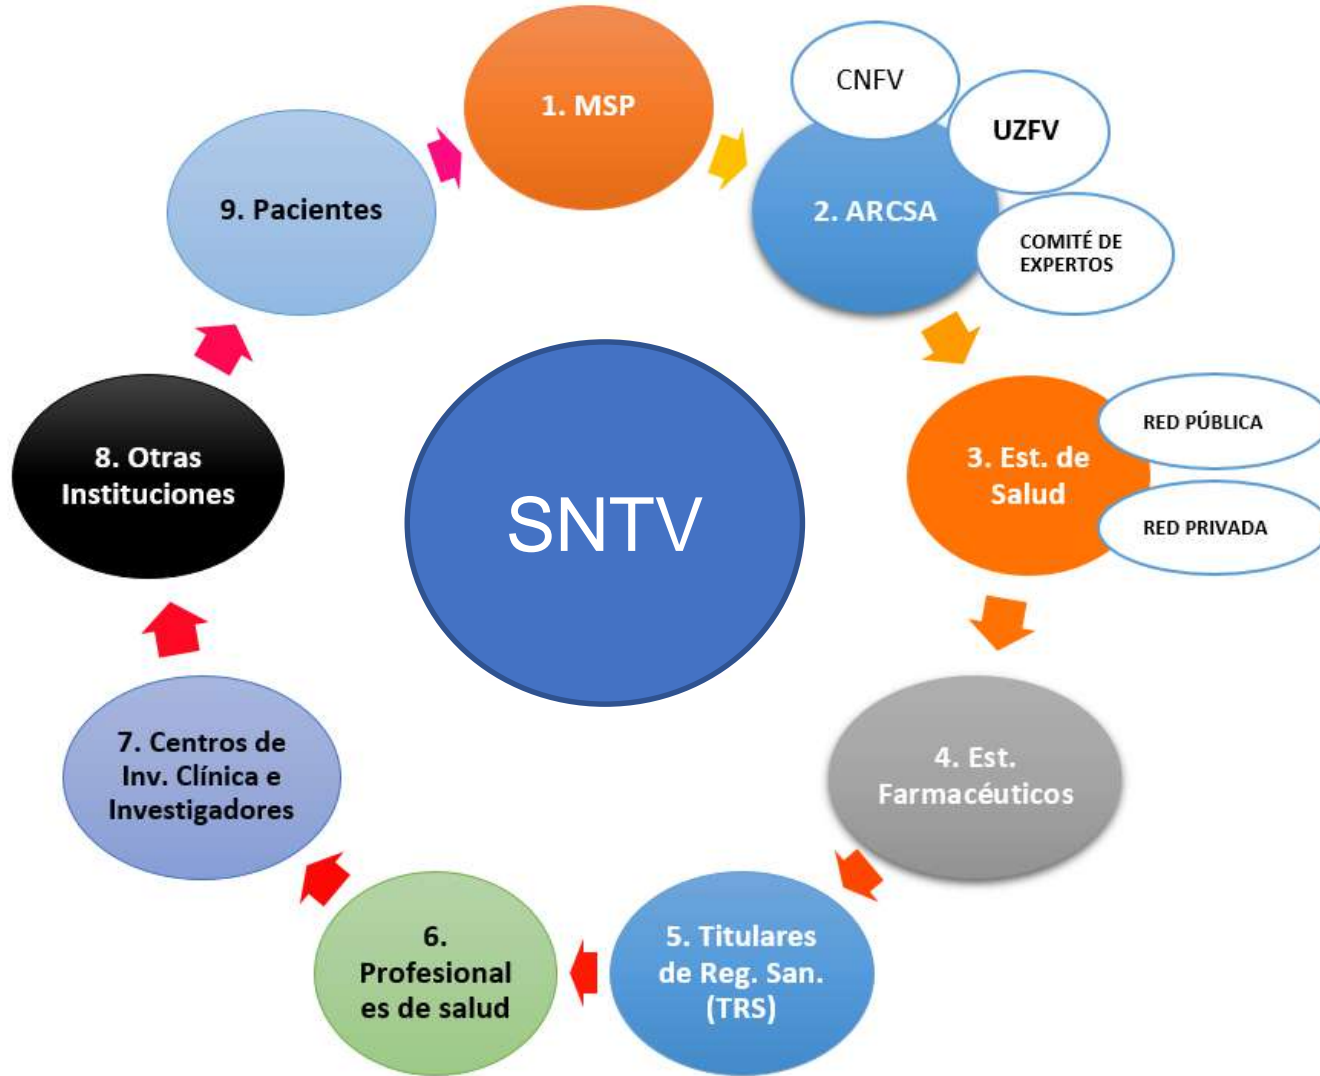 1. MSP
CNFV
UZFV
2. ARCSA
COMITÉ DE
EXPERTOS
3. Est. de
Salud
RED PÚBLICA
RED PRIVADA
4. Est.
Farmacéuticos
5. Titulares
de Reg. San.
(TRS)
6.
Profesional
es de salud
7. Centros de
Inv. Clínica e
Investigadores
8. Otras
Instituciones
9. Pacientes
SNTV